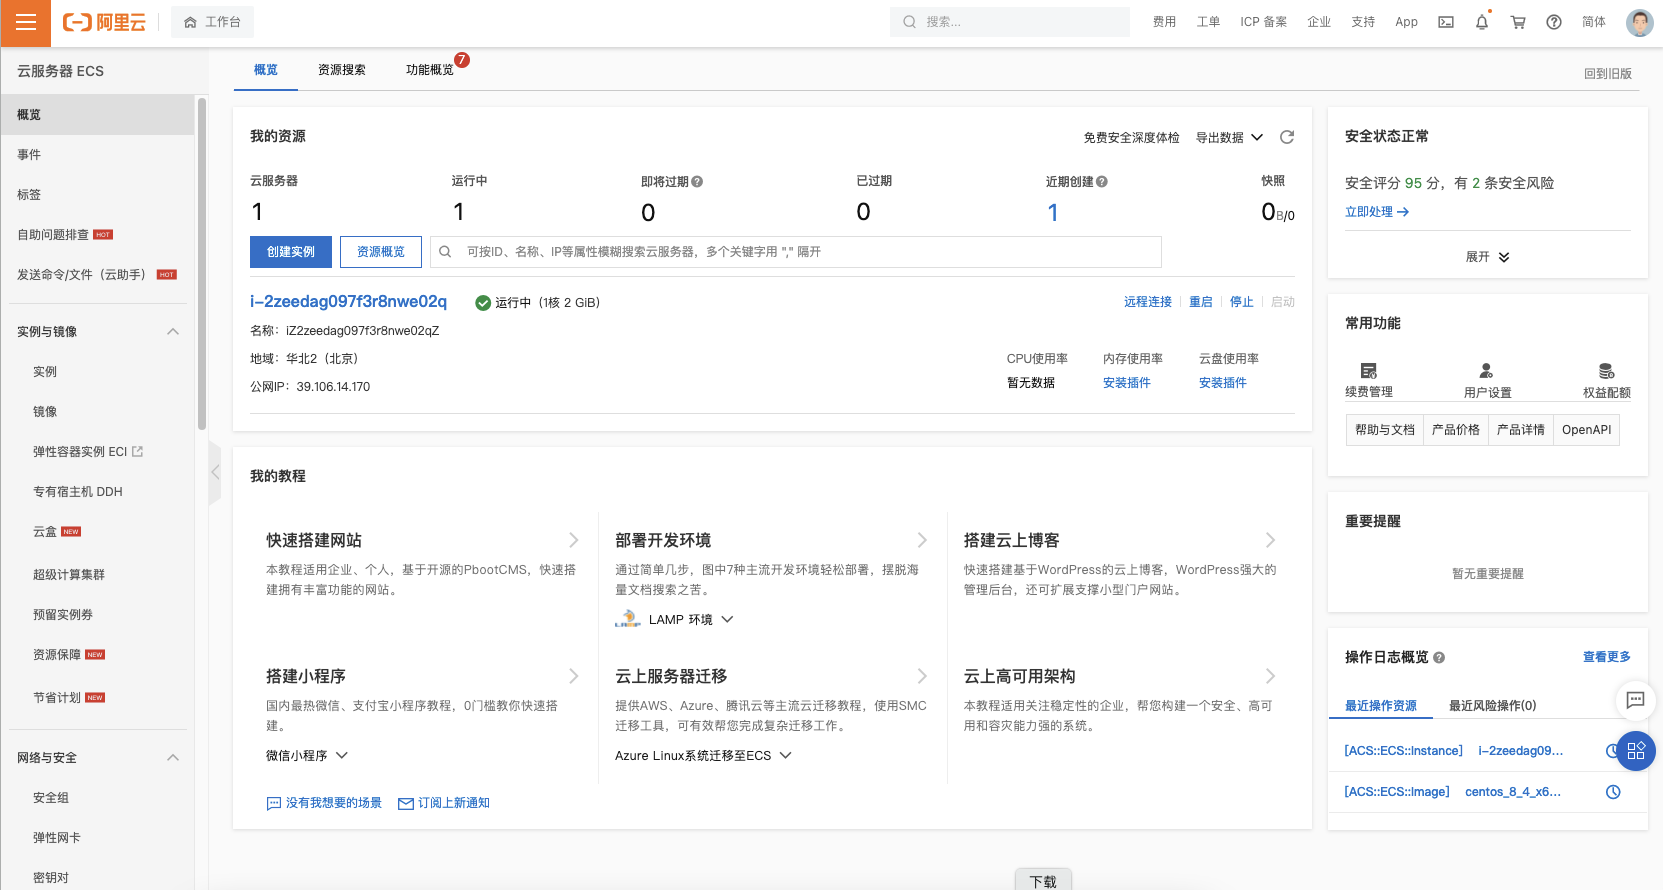 阿里云
工作台
搜索...
费用 工单 ICP 备案 企业 支持 App 简体
云服务器 ECS
概览
事件
标签
自助问题排查 HOT
发送命令/文件（云助手） HOT
实例与镜像
实例
镜像
弹性容器实例 ECI
专有宿主机 DDH
云盒 NEW
超级计算集群
预留实例券
资源保障 NEW
节省计划 NEW
网络与安全
安全组
弹性网卡
密钥对
概览 资源搜索 功能概览 7
回到旧版
我的资源
免费安全深度体检 导出数据
云服务器 运行中 即将过期 已过期 近期创建 快照
1 1 0 0 1 0B/0
创建实例 资源概览 可按ID、名称、IP等属性模糊搜索云服务器，多个关键字用 "," 隔开
i-2zeedag097f3r8nwe02q 运行中（1核 2 GiB） 远程连接 重启 停止 启动
名称：iZ2zeedag097f3r8nwe02qZ
地域：华北2（北京）
公网IP：39.106.14.170
CPU使用率 内存使用率 云盘使用率
暂无数据 安装插件 安装插件
我的教程
快速搭建网站
本教程适用企业、个人，基于开源的PbootCMS，快速搭
建拥有丰富功能的网站。
部署开发环境
通过简单几步，图中7种主流开发环境轻松部署，摆脱海
量文档搜索之苦。
LAMP 环境
搭建云上博客
快速搭建基于WordPress的云上博客，WordPress强大的
管理后台，还可扩展支撑小型门户网站。
搭建小程序
国内最热微信、支付宝小程序教程，0门槛教你快速搭
建。
微信小程序
云上服务器迁移
提供AWS、Azure、腾讯云等主流云迁移教程，使用SMC
迁移工具，可有效帮您完成复杂迁移工作。
Azure Linux系统迁移至ECS
云上高可用架构
本教程适用关注稳定性的企业，帮您构建一个安全、高可
用和容灾能力强的系统。
没有我想要的场景 订阅上新通知
安全状态正常
安全评分 95 分，有 2 条安全风险
立即处理
展开
常用功能
续费管理 用户设置 权益配额
帮助与文档 产品价格 产品详情 OpenAPI
重要提醒
暂无重要提醒
操作日志概览 查看更多
最近操作资源 最近风险操作(0)
[ACS::ECS::Instance] i-2zeedag09...
[ACS::ECS::Image] centos_8_4_x6...
下载